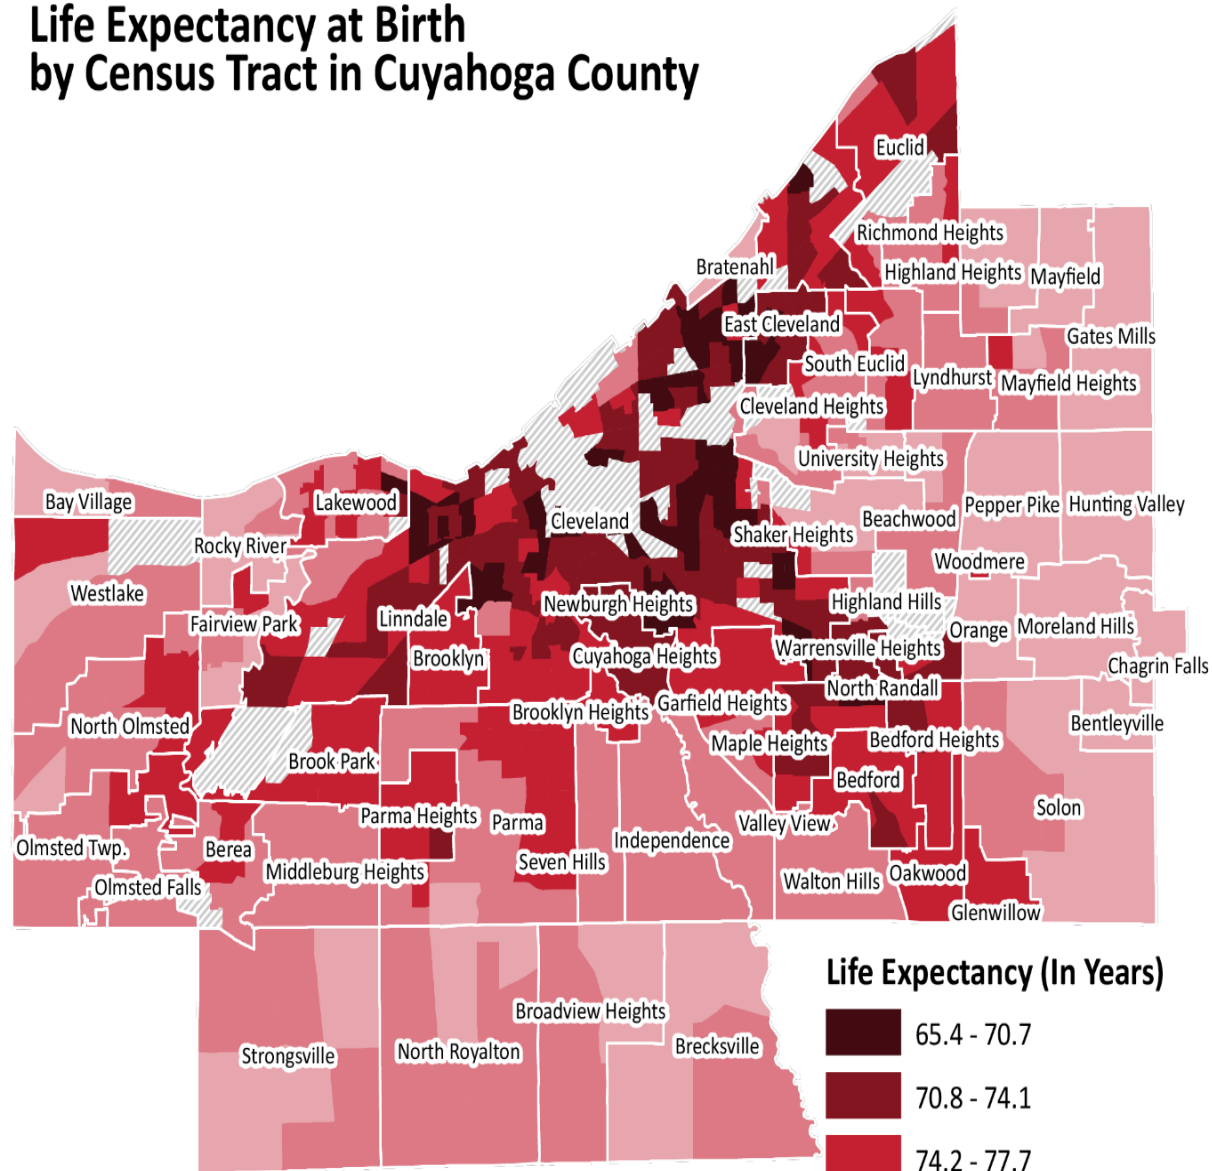 Life Expectancy at Birth
by Census Tract in Cuyahoga County
Euclid
Richmond Heights
Bratenahl
Highland Heights
Mayfield
East Cleveland
Gates Mills
South Euclid
Lyndhurst
Mayfield Heights
Cleveland Heights
University Heights
Bay Village
Lakewood
Pepper Pike
Hunting Valley
Cleveland
Beachwood
Shaker Heights
Rocky River
Woodmere
Westlake
Highland Hills
Newburgh Heights
Linndale
Fairview Park
Orange
Moreland Hills
Warrensville Heights
Cuyahoga Heights
Brooklyn
Chagrin Falls
North Randall
Garfield Heights
Brooklyn Heights
North Olmsted
Bentleyville
Maple Heights
Bedford Heights
Brook Park
Bedford
Solon
Parma Heights
Parma
Valley View
Independence
Olmsted Twp.
Berea
Seven Hills
Middleburg Heights
Oakwood
Walton Hills
Olmsted Falls
Glenwillow
Life Expectancy (In Years)
Broadview Heights
65.4 - 70.7
Brecksville
North Royalton
Strongsville
70.8 - 74.1
74.2 - 77.7